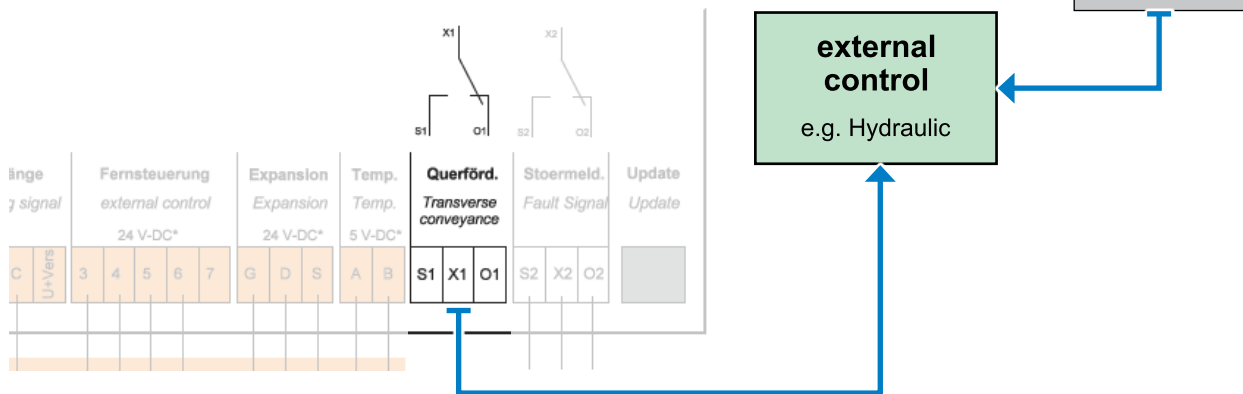 external
control
e.g. Hydraulic
X1
X2
S1
O1
S2
O2
änge
Fernsteuerung
Expansion
Temp.
Querförd.
Stoermeld.
Update
g signal
external control
Expansion
Temp.
Transverse
conveyance
Fault Signal
Update
24 V-DC*
24 V-DC*
5 V-DC*
C
U+Vers
3
4
5
6
7
G
D
S
A
B
S1
X1
O1
S2
X2
O2